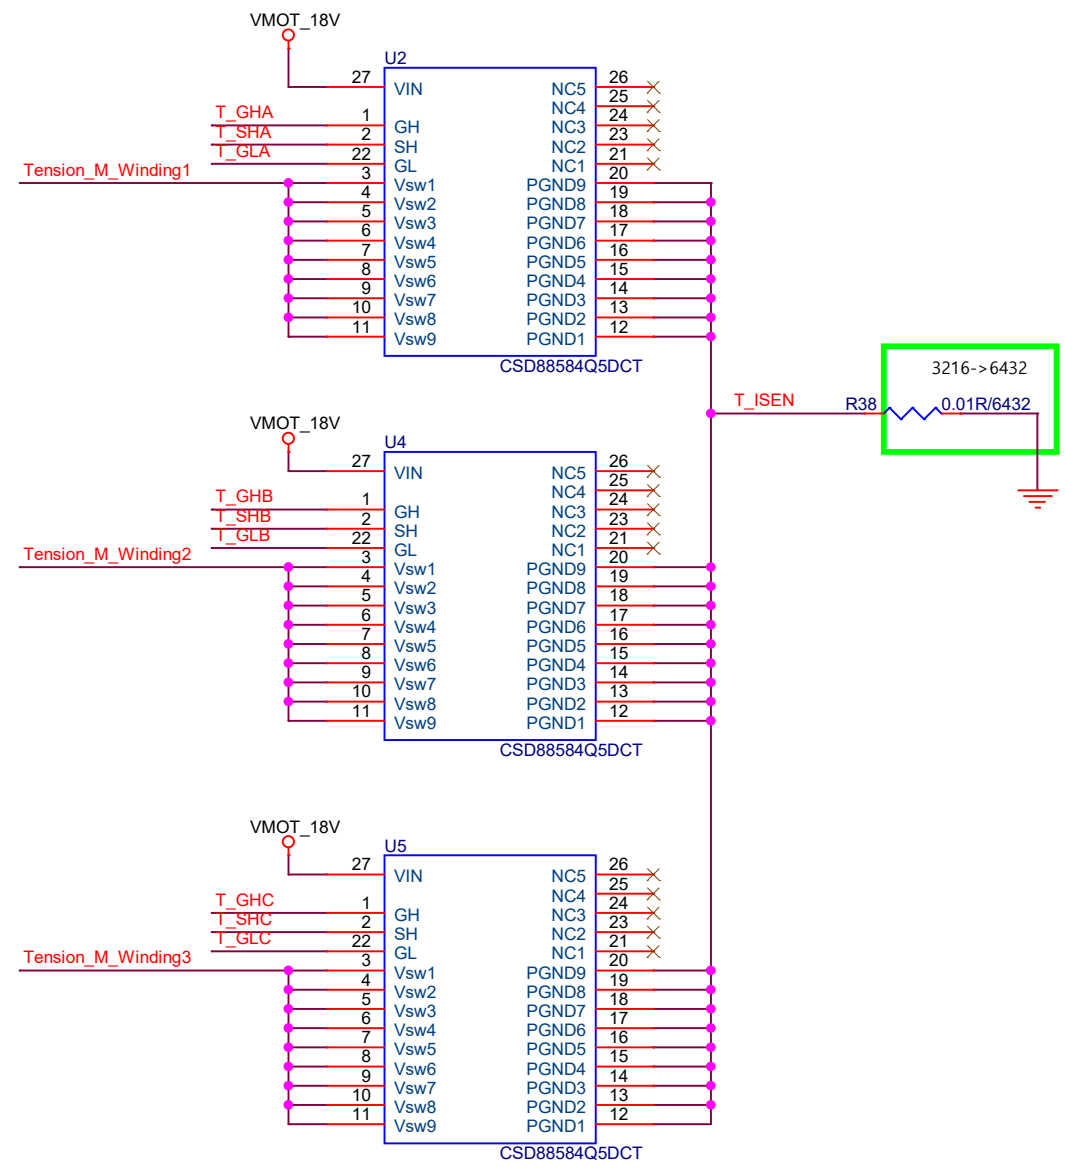 VMOT_18V
U2
27 VIN NC5 26
NC4 25
T_GHA 1 GH NC3 24
T_SHA 2 SH NC2 23
T_GLA 22 GL NC1 21
Tension_M_Winding1 3 Vsw1 PGND9 20
4 Vsw2 PGND8 19
5 Vsw3 PGND7 18
6 Vsw4 PGND6 17
7 Vsw5 PGND5 16
8 Vsw6 PGND4 15
9 Vsw7 PGND3 14
10 Vsw8 PGND2 13
11 Vsw9 PGND1 12
CSD88584Q5DCT
3216->6432
T_ISEN R38 0.01R/6432
VMOT_18V
U4
27 VIN NC5 26
NC4 25
T_GHB 1 GH NC3 24
T_SHB 2 SH NC2 23
T_GLB 22 GL NC1 21
Tension_M_Winding2 3 Vsw1 PGND9 20
4 Vsw2 PGND8 19
5 Vsw3 PGND7 18
6 Vsw4 PGND6 17
7 Vsw5 PGND5 16
8 Vsw6 PGND4 15
9 Vsw7 PGND3 14
10 Vsw8 PGND2 13
11 Vsw9 PGND1 12
CSD88584Q5DCT
VMOT_18V
U5
27 VIN NC5 26
NC4 25
T_GHC 1 GH NC3 24
T_SHC 2 SH NC2 23
T_GLC 22 GL NC1 21
Tension_M_Winding3 3 Vsw1 PGND9 20
4 Vsw2 PGND8 19
5 Vsw3 PGND7 18
6 Vsw4 PGND6 17
7 Vsw5 PGND5 16
8 Vsw6 PGND4 15
9 Vsw7 PGND3 14
10 Vsw8 PGND2 13
11 Vsw9 PGND1 12
CSD88584Q5DCT